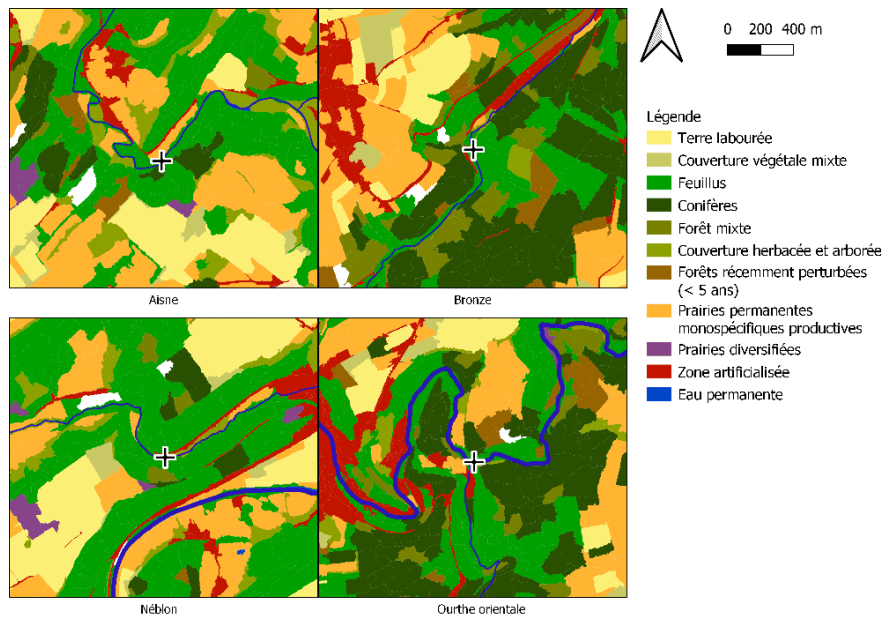 0 200 400 m
Légende
Terre labourée
Couverture végétale mixte
Feuillus
Conifères
Forêt mixte
Couverture herbacée et arborée
Forêts récemment perturbées
(< 5 ans)
Prairies permanentes
monospécifiques productives
Prairies diversifiées
Zone artificialisée
Eau permanente
Aisne
Bronze
Néblon
Ourthe orientale